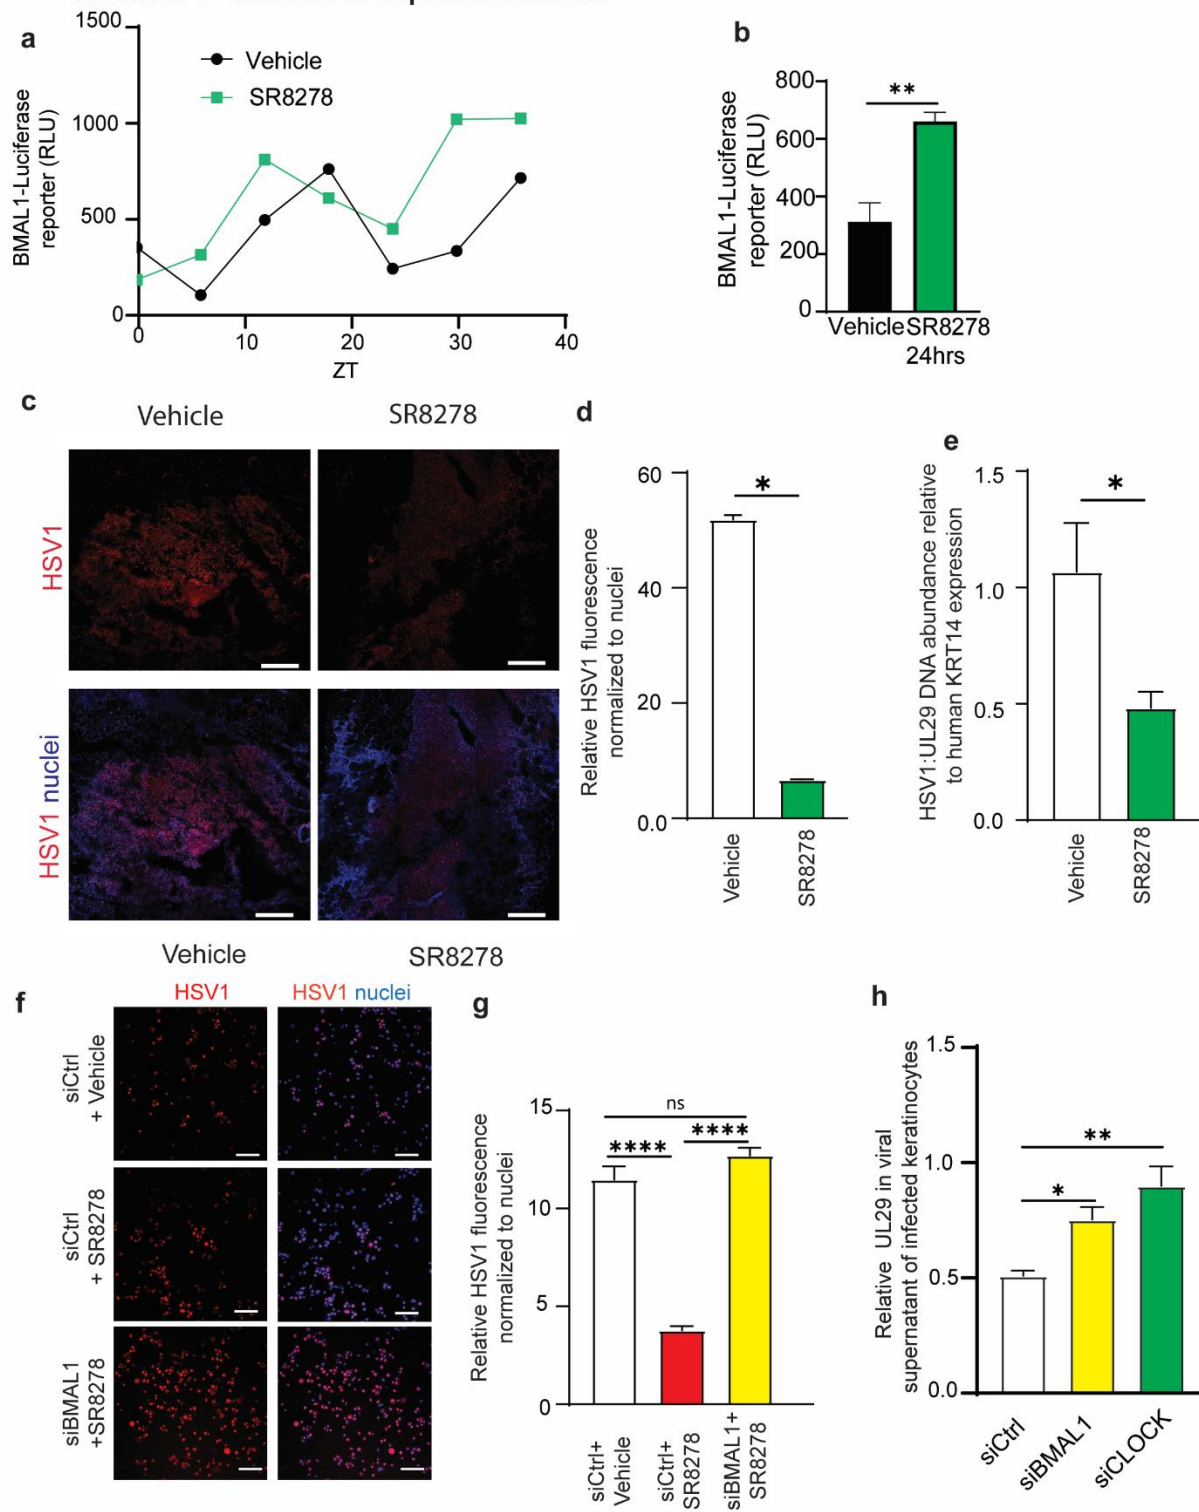 a
1500
1000
500
0
BMAL1-Luciferase
reporter (RLU)
Vehicle
SR8278
0
10
20
30
40
ZT
b
800
600
400
200
0
BMAL1-Luciferase
reporter (RLU)
**
Vehicle SR8278
24hrs
c
Vehicle
SR8278
HSV1
HSV1 nuclei
Vehicle
SR8278
d
60
40
20
0.0
Relative HSV1 fluorescence
normalized to nuclei
*
Vehicle
SR8278
e
1.5
1.0
0.5
0.0
HSV1:UL29 DNA abundance relative
to human KRT14 expression
*
Vehicle
SR8278
f
HSV1
HSV1 nuclei
siCtrl
+ Vehicle
siCtrl
+ SR8278
siBMAL1
+SR8278
g
15
10
5
0
Relative HSV1 fluorescence
normalized to nuclei
ns
****
****
siCtrl+
Vehicle
siCtrl+
SR8278
siBMAL1+
SR8278
h
1.5
1.0
0.5
0.0
Relative UL29 in viral
supernatant of infected keratinocytes
**
*
siCtrl
siBMAL1
siCLOCK